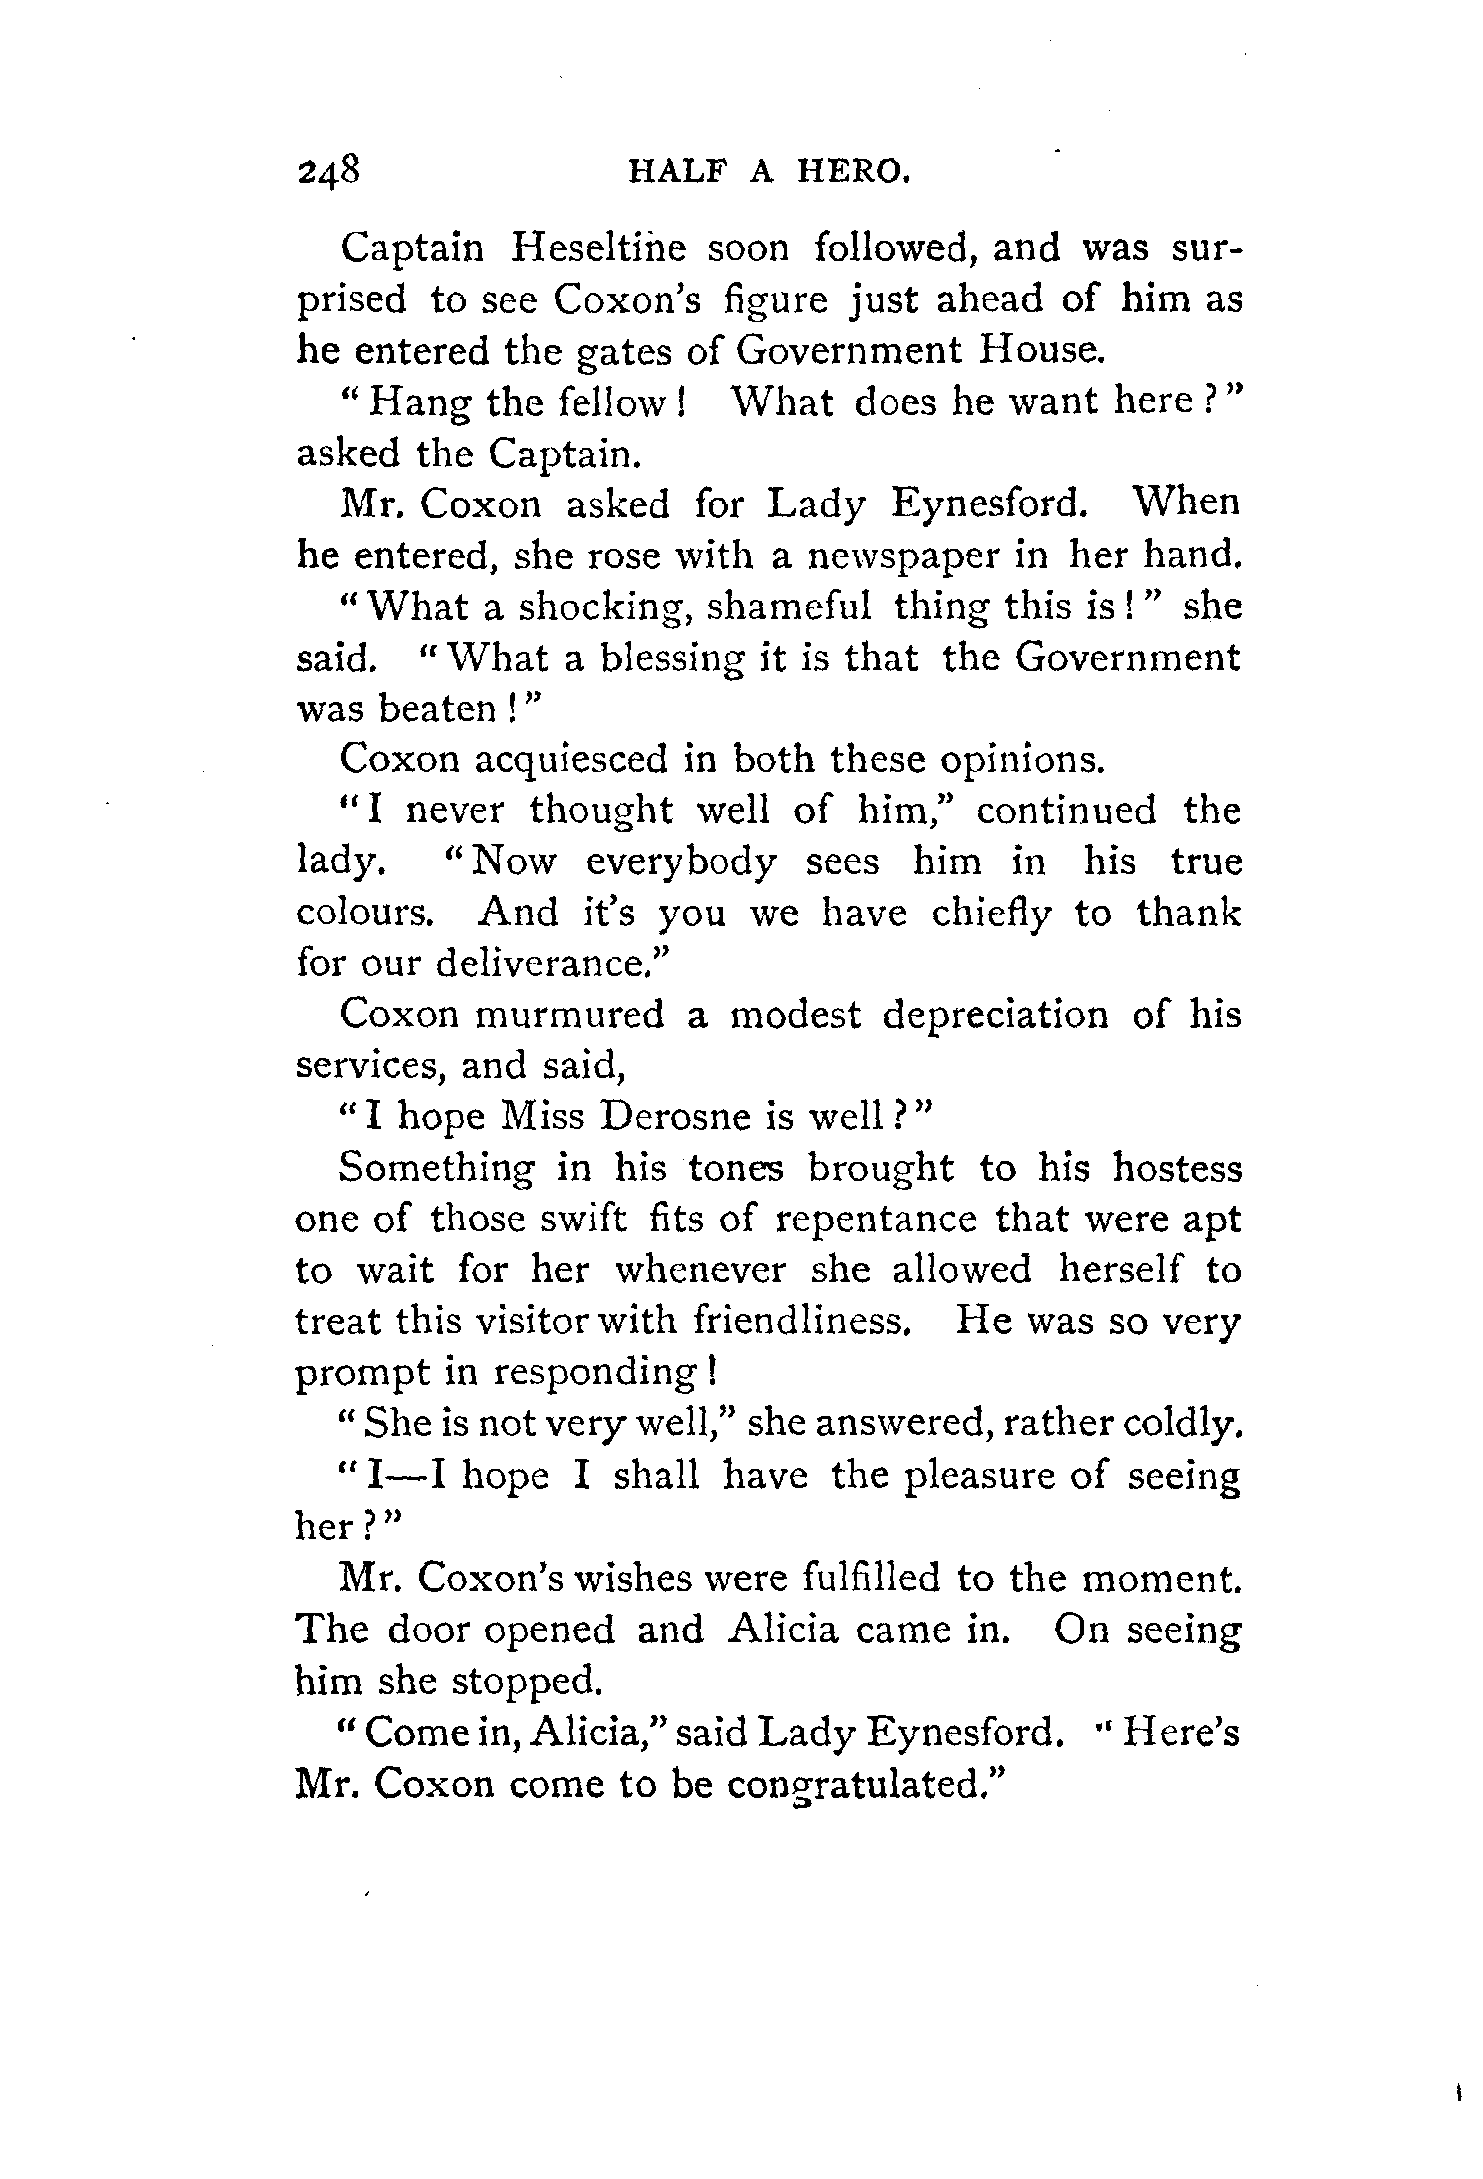 248 HALF A HERO.
Captain Heseltine soon followed, and was sur-
prised to see Coxon's figure just ahead of him as
he entered the gates of Government House.
" Hang the fellow ! What does he want here ? "
asked the Captain.
Mr. Coxon asked for Lady Eynesford. When
he entered, she rose with a newspaper in her hand.
" What a shocking, shameful thing this is ! " she
said. " What a blessing it is that the Government
was beaten ! "
Coxon acquiesced in both these opinions.
" I never thought well of him," continued the
lady. " Now everybody sees him in his true
colours. And it's you we have chiefly to thank
for our deliverance."
Coxon murmured a modest depreciation of his
services, and said,
" I hope Miss Derosne is well ? "
Something in his tones brought to his hostess
one of those swift fits of repentance that were apt
to wait for her whenever she allowed herself to
treat this visitor with friendliness. He was so very
prompt in responding !
" She is not very well," she answered, rather coldly.
" I—I hope I shall have the pleasure of seeing
her ? "
Mr. Coxon's wishes were fulfilled to the moment.
The door opened and Alicia came in. On seeing
him she stopped.
" Come in, Alicia," said Lady Eynesford. " Here's
Mr. Coxon come to be congratulated."